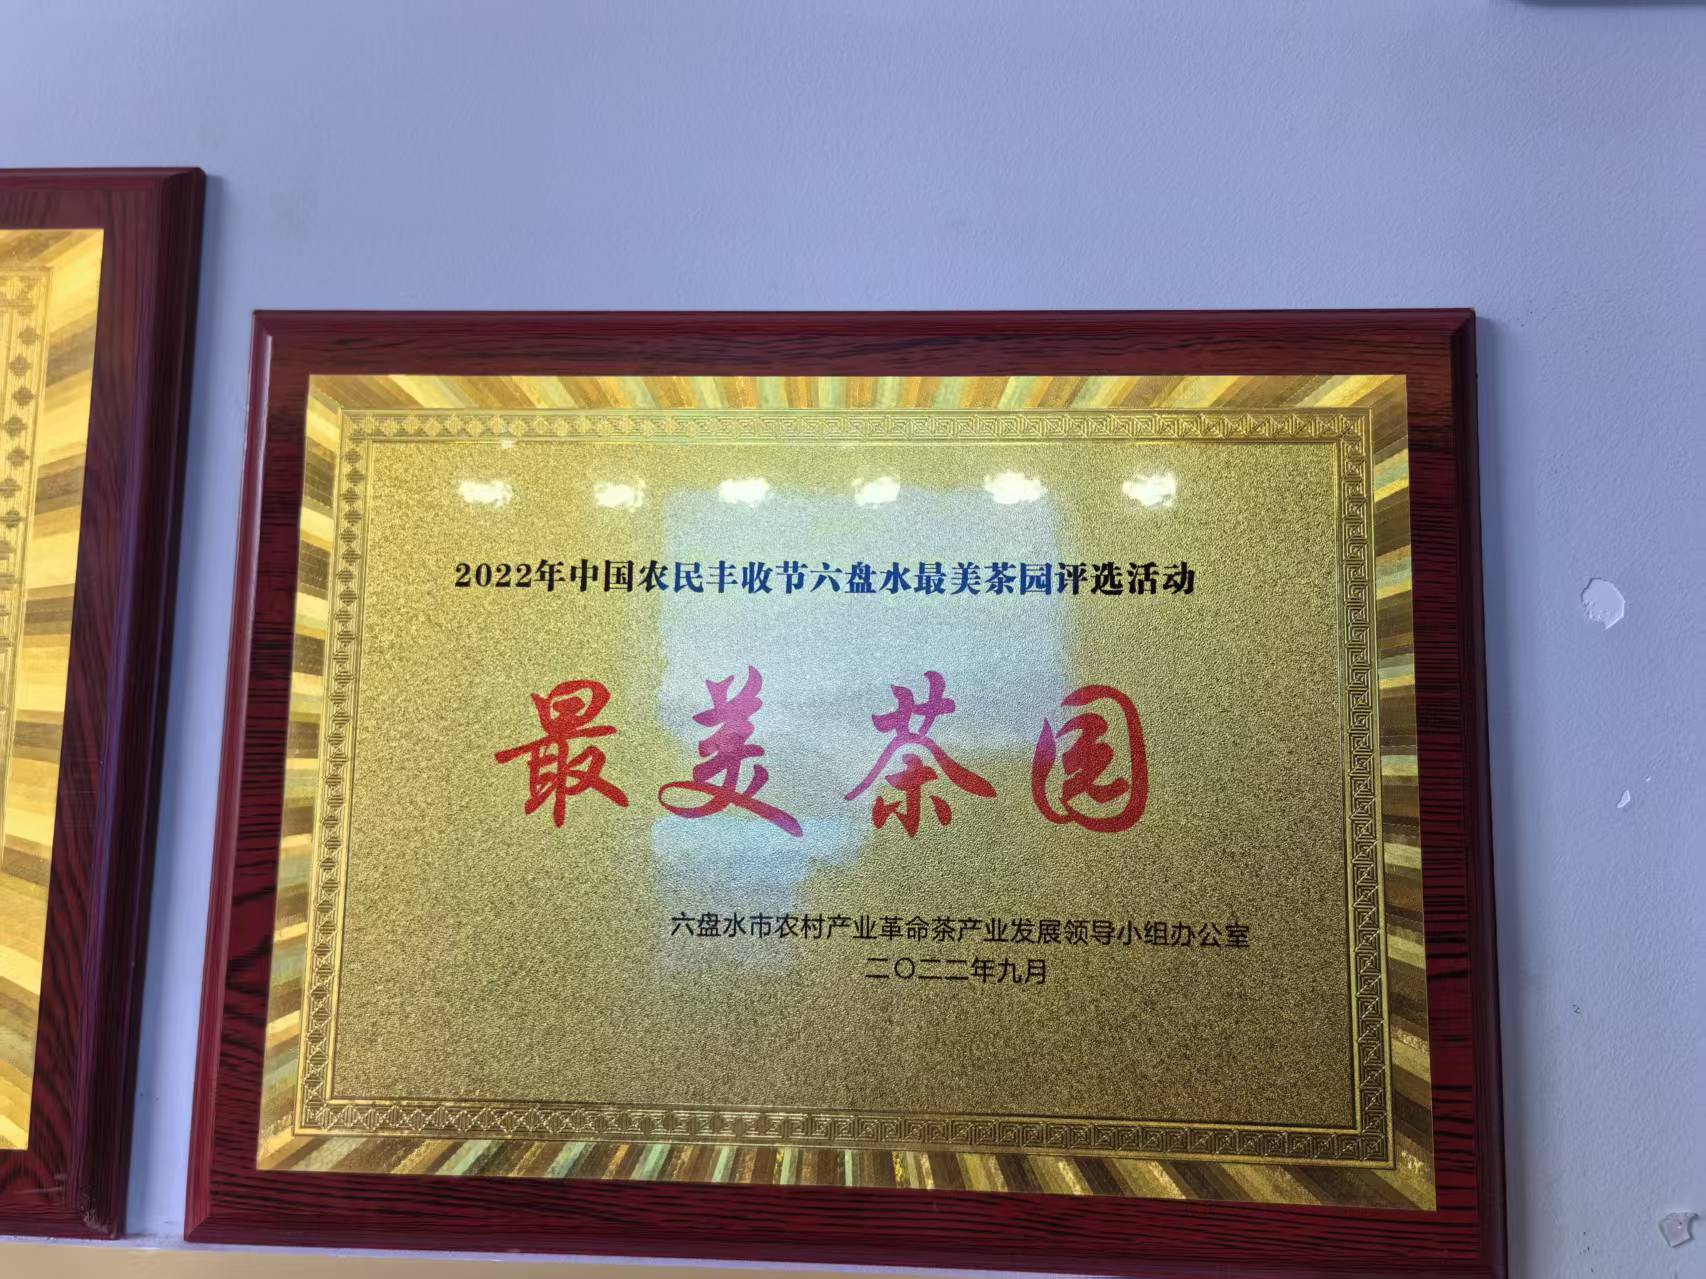 2022年中国农民丰收节六盘水最美茶园评选活动
最美茶园
六盘水市农村产业革命茶产业发展领导小组办公室
二〇二二年九月